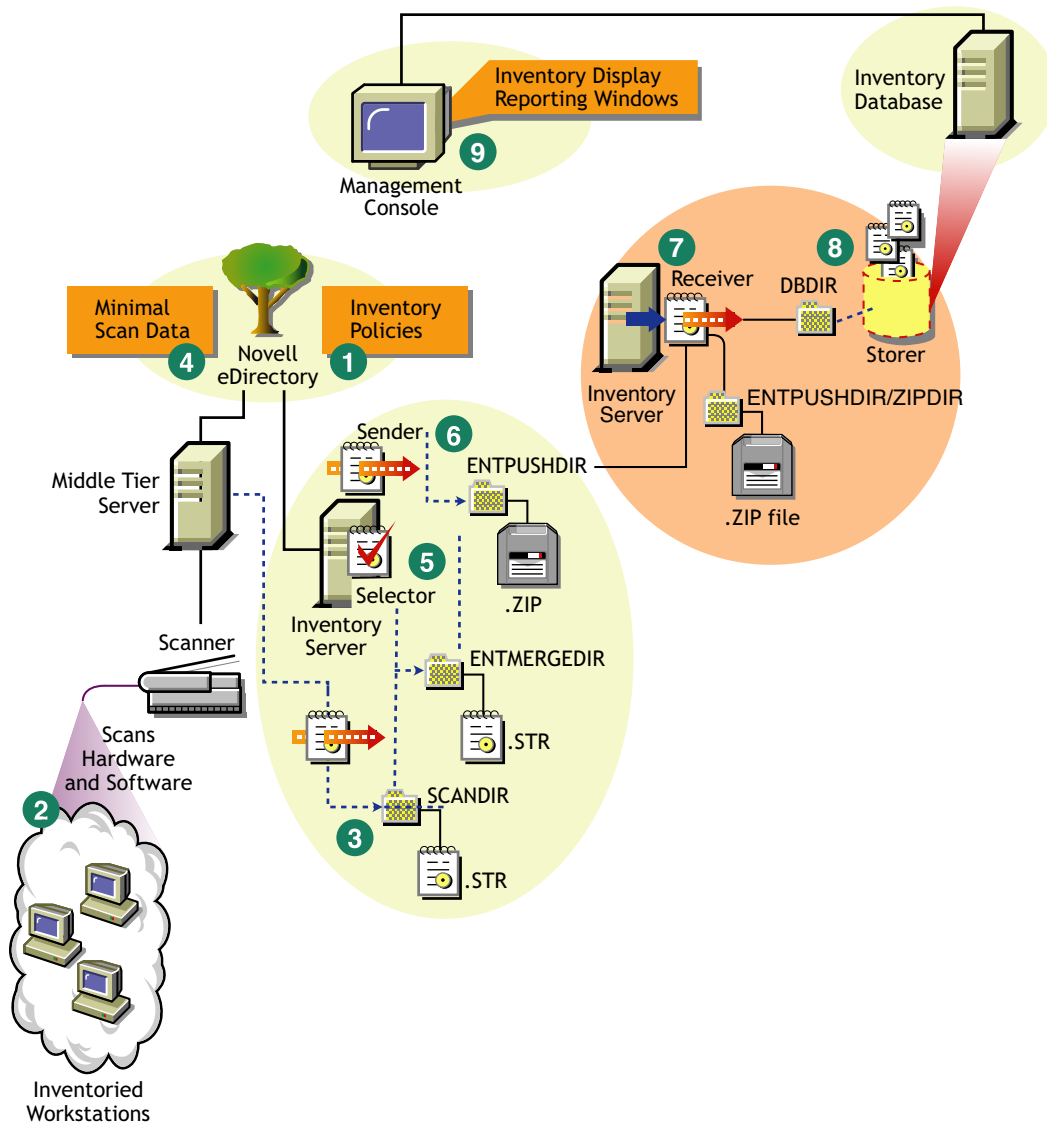 Inventory Display
Reporting Windows
Inventory
Database
9
Management
Console
7
8
Receiver
DBDIR
Minimal
Scan Data
Inventory
Policies
4
Novell
eDirectory
1
Storer
Inventory
Server
ENTPUSHDIR/ZIPDIR
Sender
6
ENTPUSHDIR
Middle Tier
Server
.ZIP file
5
Selector
.ZIP
Inventory
Server
Scanner
ENTMERGEDIR
Scans
Hardware
and Software
.STR
SCANDIR
2
3
.STR
Inventoried
Workstations